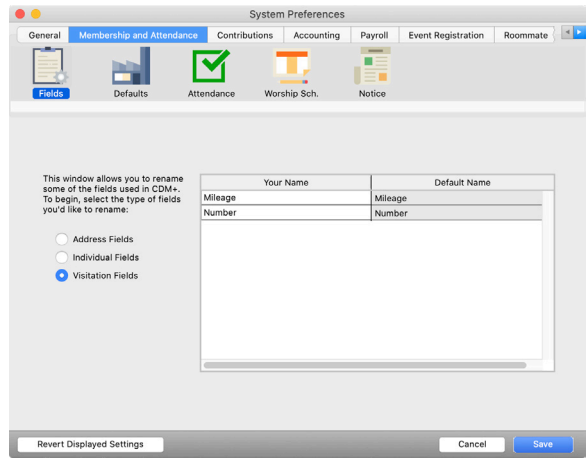 System Preferences
General Membership and Attendance Contributions Accounting Payroll Event Registration Roommate
Fields Defaults Attendance Worship Sch. Notice
This window allows you to rename
some of the fields used in CDM+.
To begin, select the type of fields
you'd like to rename:
Address Fields
Individual Fields
Visitation Fields
Your Name Default Name
Mileage Mileage
Number Number
Revert Displayed Settings Cancel Save